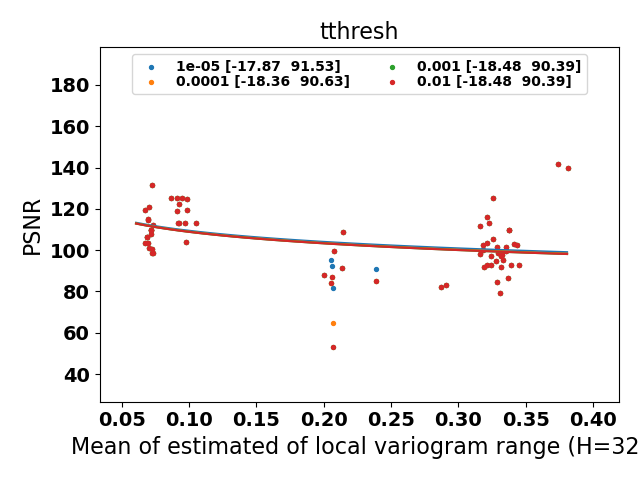 tthresh
1e-05 [-17.87  91.53]
0.0001 [-18.36  90.63]
0.001 [-18.48  90.39]
0.01 [-18.48  90.39]
PSNR
180
160
140
120
100
80
60
40
0.05 0.10 0.15 0.20 0.25 0.30 0.35 0.40
Mean of estimated of local variogram range (H=32